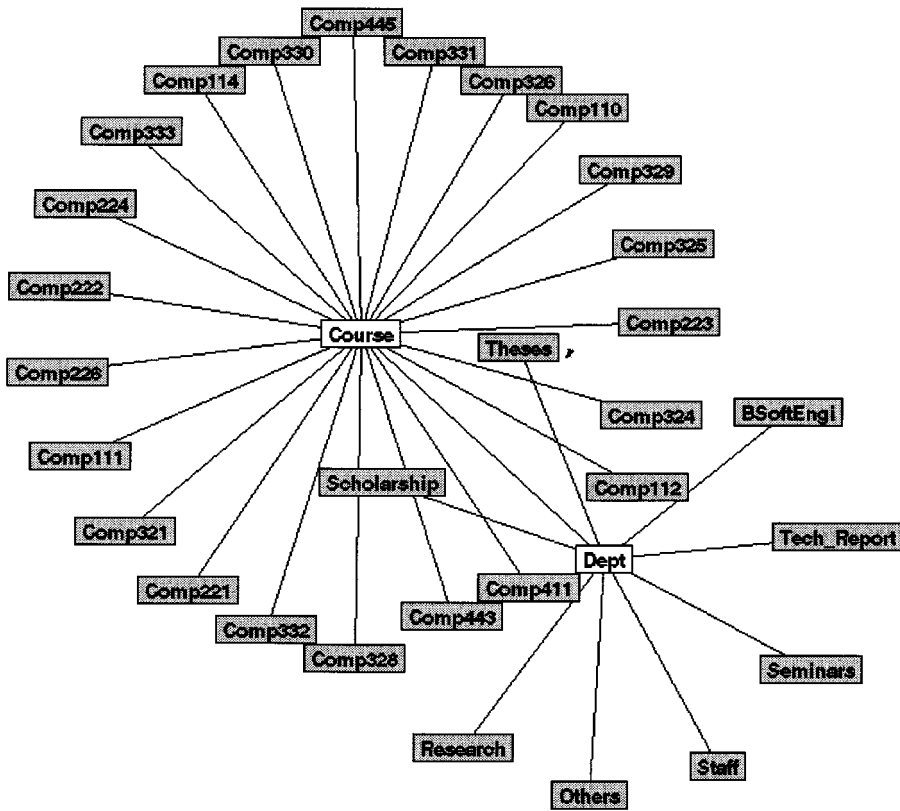 Comp445
Comp330
Comp331
Comp114
Comp326
Comp110
Comp333
Comp329
Comp224
Comp325
Comp222
Comp223
Course
Theses
Comp226
Comp324
BSoftEngi
Comp111
Scholarship
Comp112
Comp321
Tech_Report
Dept
Comp221
Comp411
Comp443
Comp332
Comp328
Seminars
Research
Staff
Others